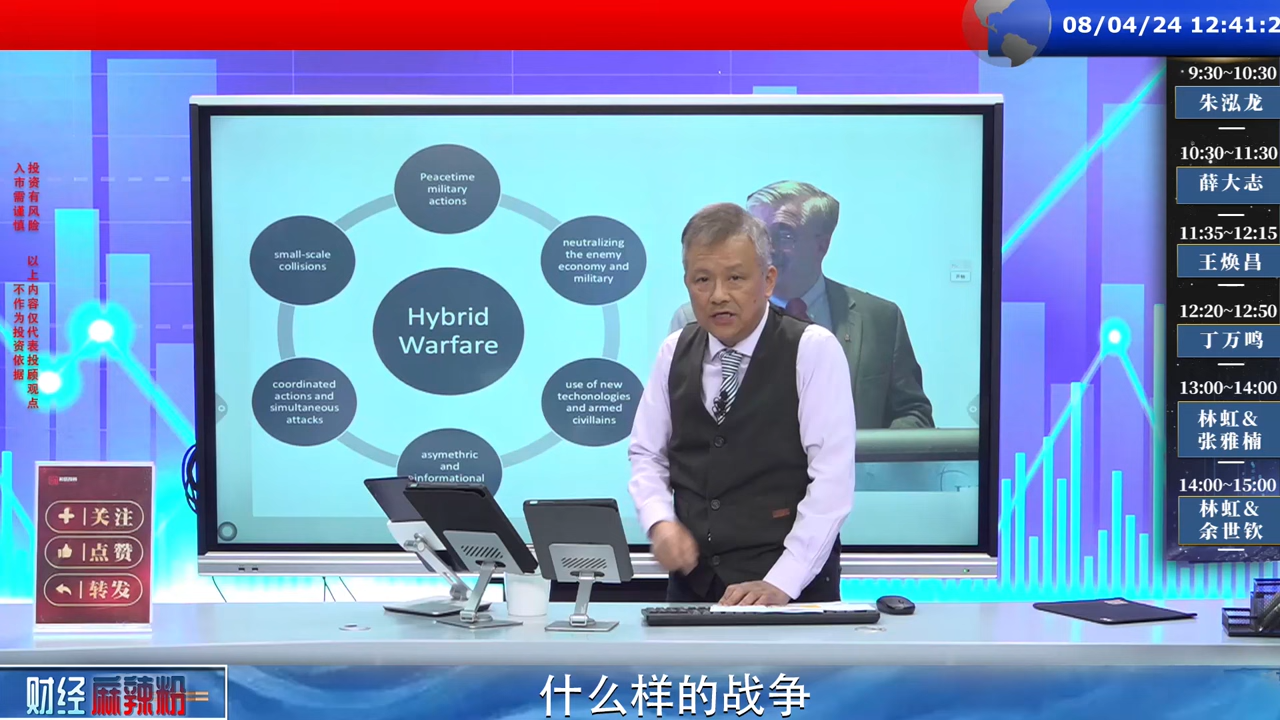 08/04/24 12:41:2
9:30~10:30
朱泓龙
10:30~11:30
薛大志
11:35~12:15
王焕昌
12:20~12:50
丁万鸣
13:00~14:00
林虹&
张雅楠
14:00~15:00
林虹&
余世钦
投资有风险
入市需谨慎
以上内容仅代表投顾观点
不作为投资依据
Peacetime
military
actions
small-scale
collisions
neutralizing
the enemy
economy and
military
Hybrid
Warfare
coordinated
actions and
simultaneous
attacks
use of new
techonologies
and armed
civillains
asymethric
and
informational
关注
点赞
转发
财经麻辣粉
什么样的战争